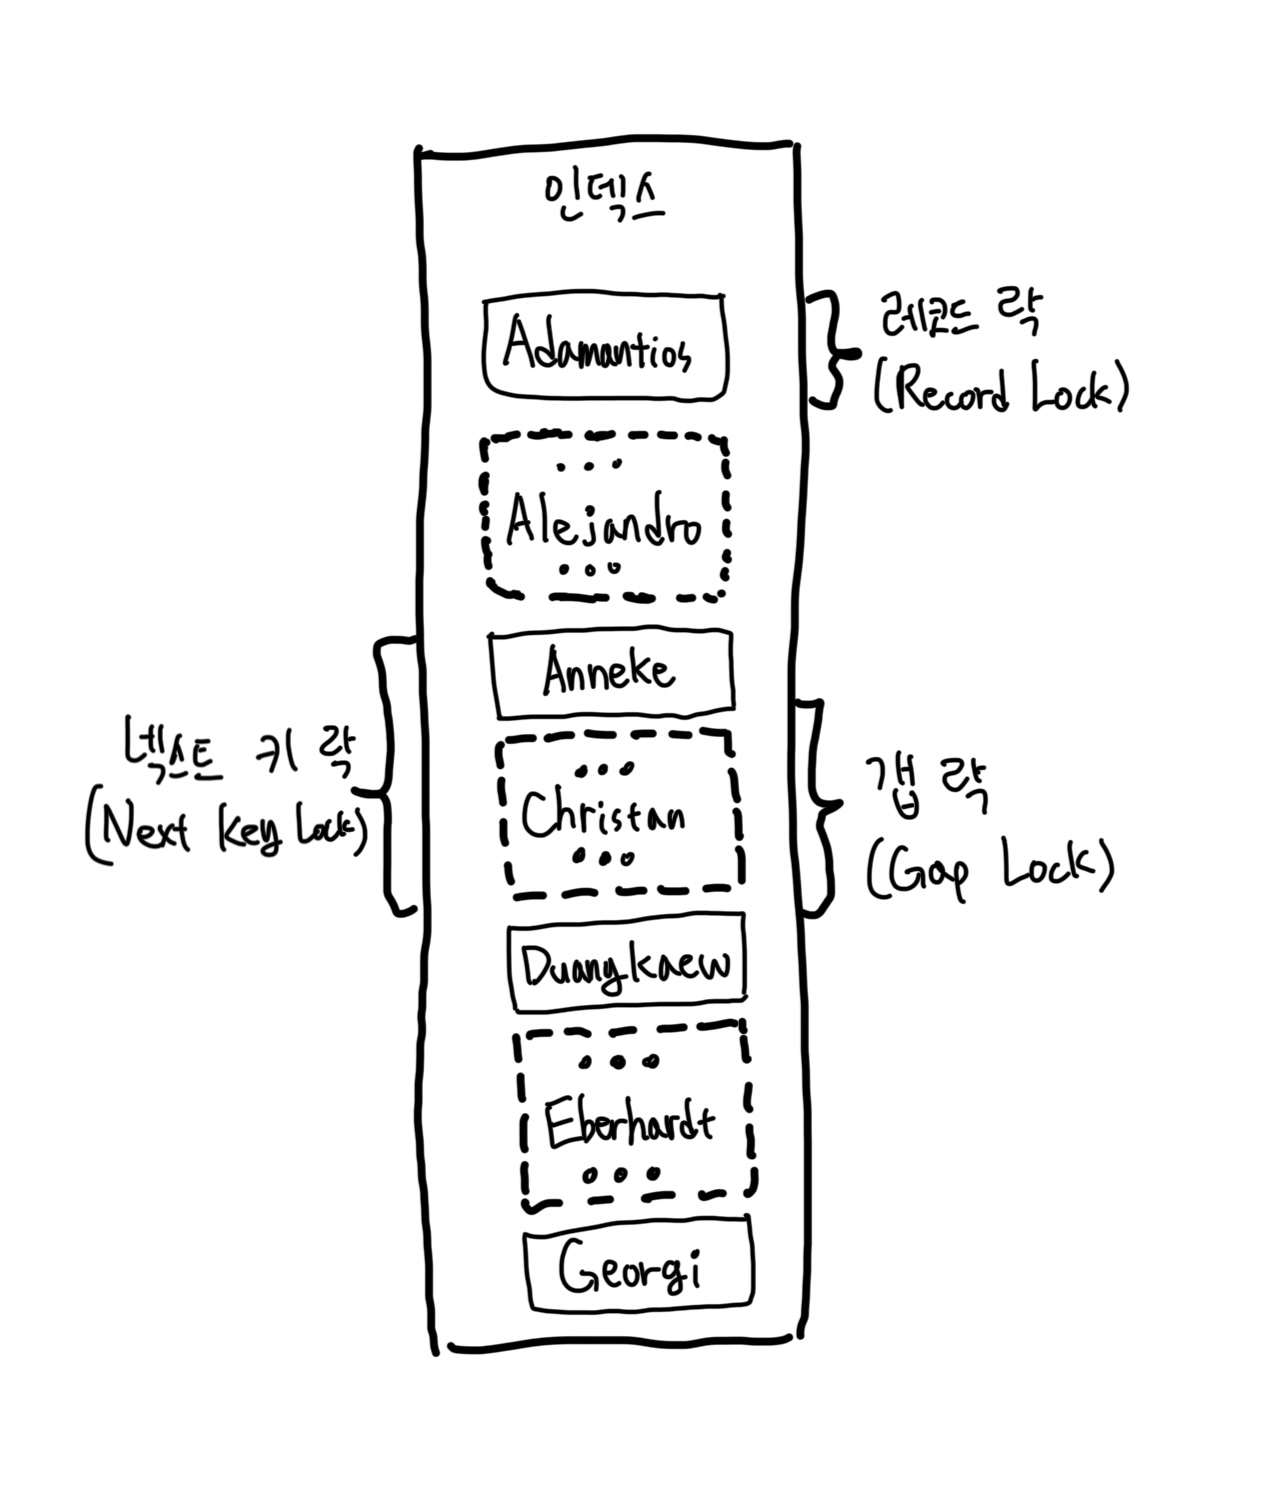 인덱스
Adamantios
레코드 락
(Record Lock)
...
Alejandro
...
Anneke
넥스트 키 락
(Next Key Lock)
...
Christan
...
갭 락
(Gap Lock)
Duangkaew
...
Eberhardt
...
Georgi